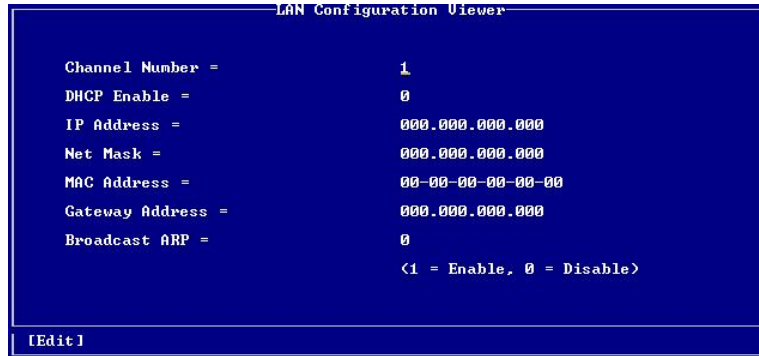 LAN Configuration Viewer
Channel Number = 1
DHCP Enable = 0
IP Address = 000.000.000.000
Net Mask = 000.000.000.000
MAC Address = 00-00-00-00-00-00
Gateway Address = 000.000.000.000
Broadcast ARP = 0
(1 = Enable, 0 = Disable)
[Edit]